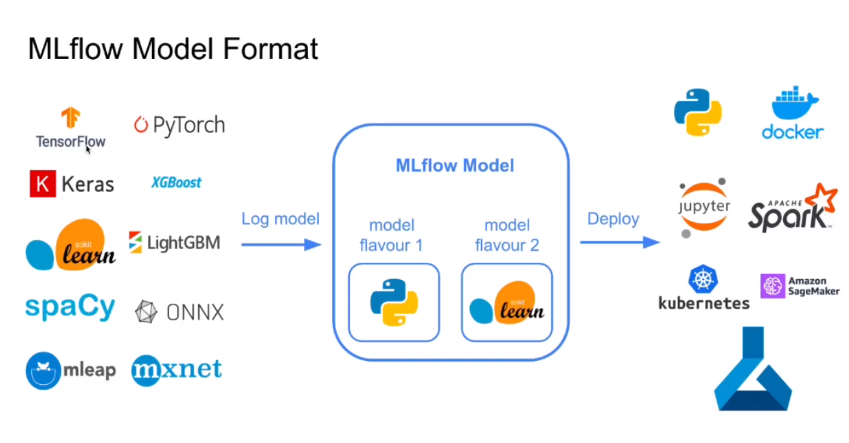 MLflow Model Format
TensorFlow
PyTorch
K Keras
XGBoost
scikit
learn
LightGBM
spaCy
ONNX
mleap
mxnet
Log model
MLflow Model
model
flavour 1
model
flavour 2
scikit
learn
Deploy
docker
jupyter
APACHE
Spark
kubernetes
Amazon
SageMaker